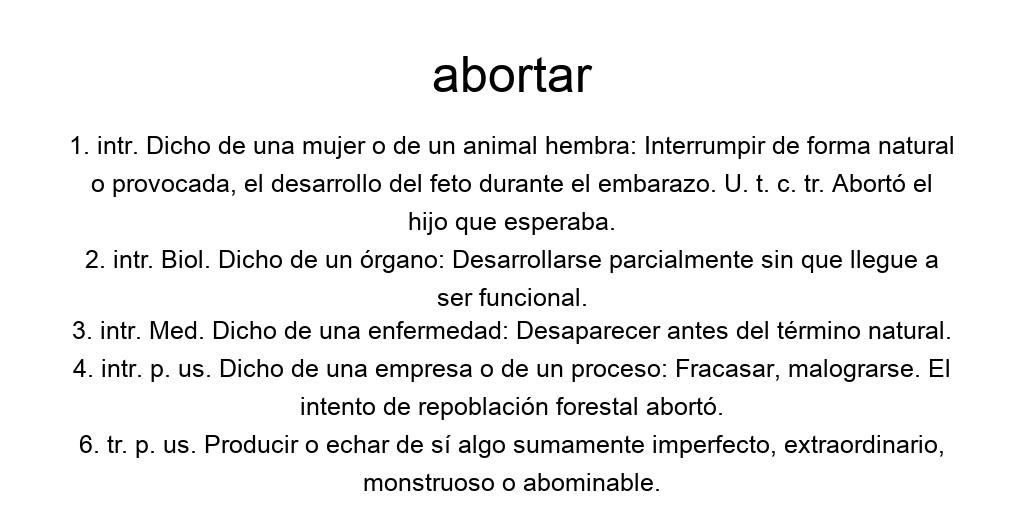 abortar
1. intr. Dicho de una mujer o de un animal hembra: Interrumpir de forma natural
o provocada, el desarrollo del feto durante el embarazo. U. t. c. tr. Abortó el
hijo que esperaba.
2. intr. Biol. Dicho de un órgano: Desarrollarse parcialmente sin que llegue a
ser funcional.
3. intr. Med. Dicho de una enfermedad: Desaparecer antes del término natural.
4. intr. p. us. Dicho de una empresa o de un proceso: Fracasar, malograrse. El
intento de repoblación forestal abortó.
6. tr. p. us. Producir o echar de sí algo sumamente imperfecto, extraordinario,
monstruoso o abominable.